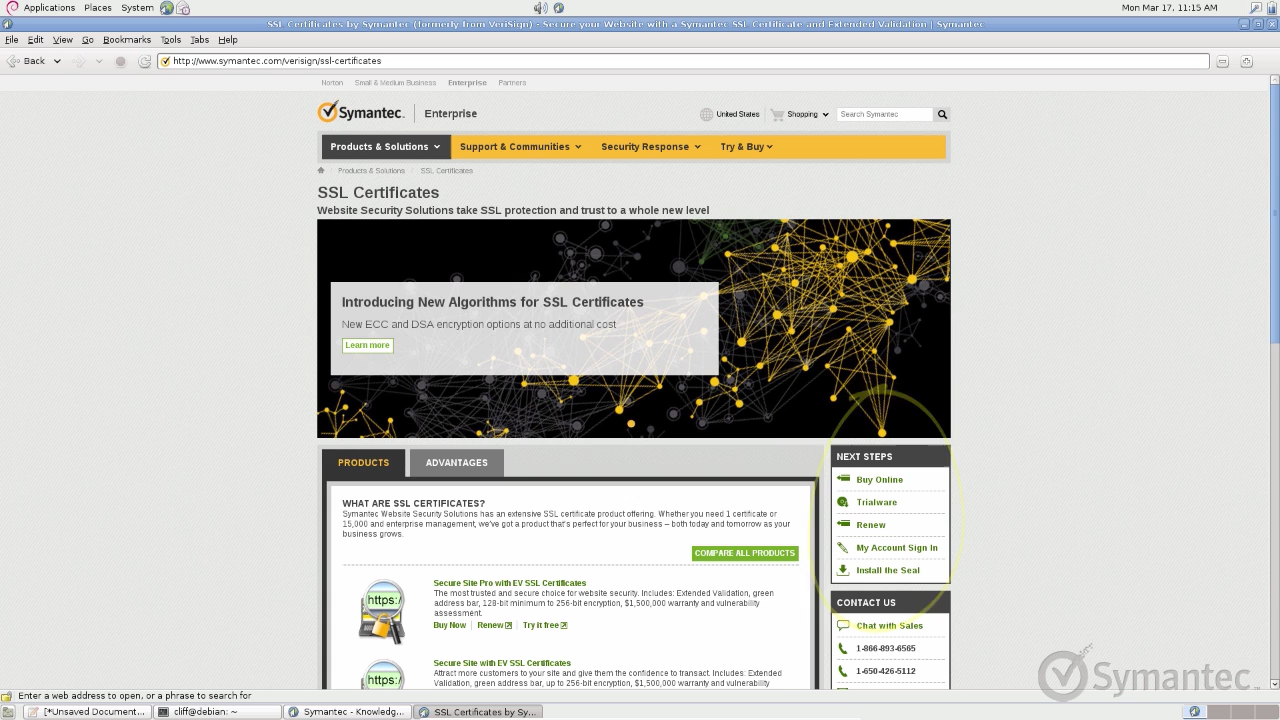 Applications Places System
Mon Mar 17, 11:15 AM
SSL Certificates by Symantec (formerly from VeriSign) - Secure your Website with a Symantec SSL Certificate and Extended Validation | Symantec
File Edit View Go Bookmarks Tools Tabs Help
Back
http://www.symantec.com/verisign/ssl-certificates
Norton Small & Medium Business Enterprise Partners
Symantec. Enterprise
United States Shopping Search Symantec
Products & Solutions Support & Communities Security Response Try & Buy
Products & Solutions / SSL Certificates
SSL Certificates
Website Security Solutions take SSL protection and trust to a whole new level
Introducing New Algorithms for SSL Certificates
New ECC and DSA encryption options at no additional cost
Learn more
PRODUCTS ADVANTAGES
WHAT ARE SSL CERTIFICATES?
Symantec Website Security Solutions has an extensive SSL certificate product offering. Whether you need 1 certificate or
15,000 and enterprise management, we've got a product that's perfect for your business – both today and tomorrow as your
business grows.
COMPARE ALL PRODUCTS
https:/
Secure Site Pro with EV SSL Certificates
The most trusted and secure choice for website security. Includes: Extended Validation, green
address bar, 128-bit minimum to 256-bit encryption, $1,500,000 warranty and vulnerability
assessment.
Buy Now Renew Try it free
https:/
Secure Site with EV SSL Certificates
Attract more customers to your site and give them the confidence to transact. Includes: Extended
Validation, green address bar, up to 256-bit encryption, $1,500,000 warranty and vulnerability
NEXT STEPS
Buy Online
Trialware
Renew
My Account Sign In
Install the Seal
CONTACT US
Chat with Sales
1-866-893-6565
1-650-426-5112
Symantec™
Enter a web address to open, or a phrase to search for
[*Unsaved Document... cliff@debian: ~ Symantec - Knowledg... SSL Certificates by Sy...